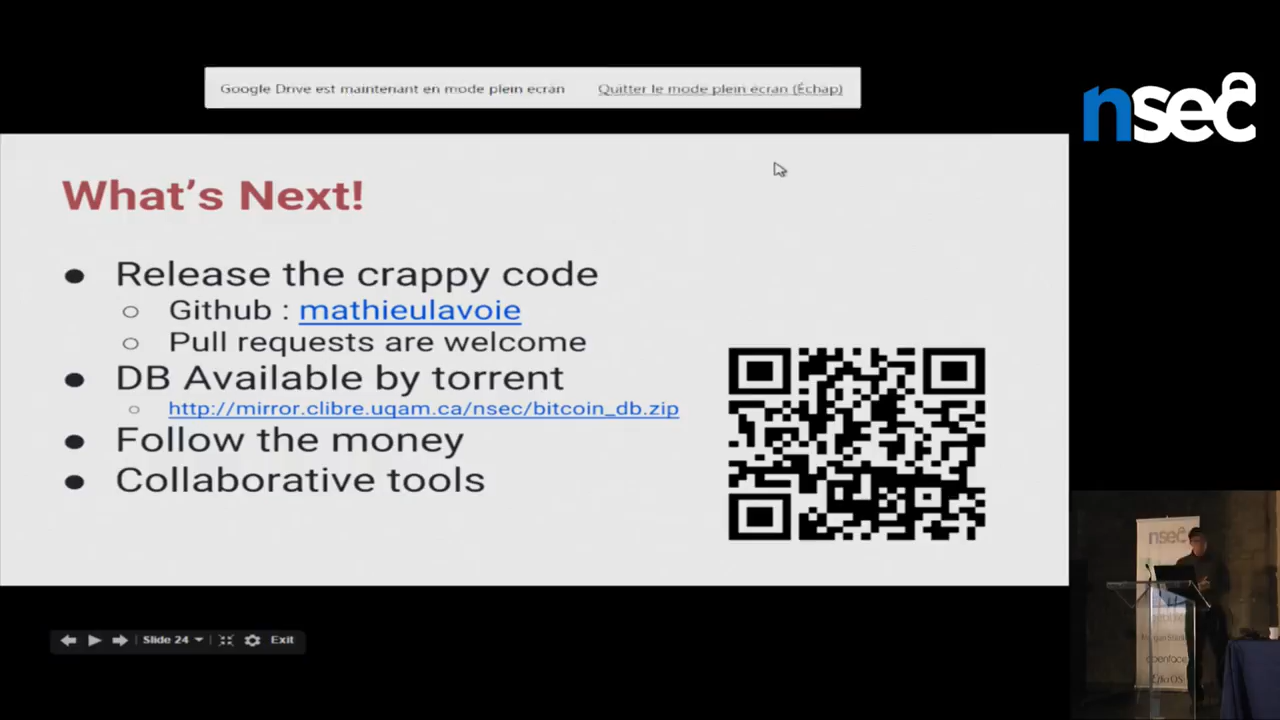 Google Drive est maintenant en mode plein écran Quitter le mode plein écran (Échap)
nsec
What's Next!
● Release the crappy code
○ Github : mathieulavoie
○ Pull requests are welcome
● DB Available by torrent
○ http://mirror.clibre.uqam.ca/nsec/bitcoin_db.zip
● Follow the money
● Collaborative tools
Slide 24
Exit
nsec